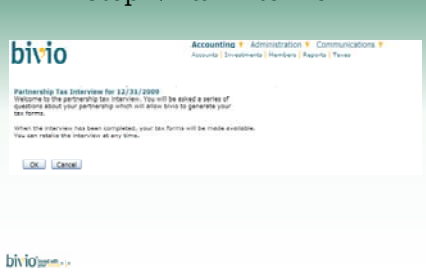 bivio
Accounting Administration Communications
Accounts | Investments | Members | Reports | Taxes
Partnership Tax Interview for 12/31/2009
Welcome to the partnership tax interview. You will be asked a series of
questions about your partnership which will allow bivio to generate your
tax forms.
When the interview has been completed, your tax forms will be made available.
You can retake the interview at any time.
OK Cancel
bivio